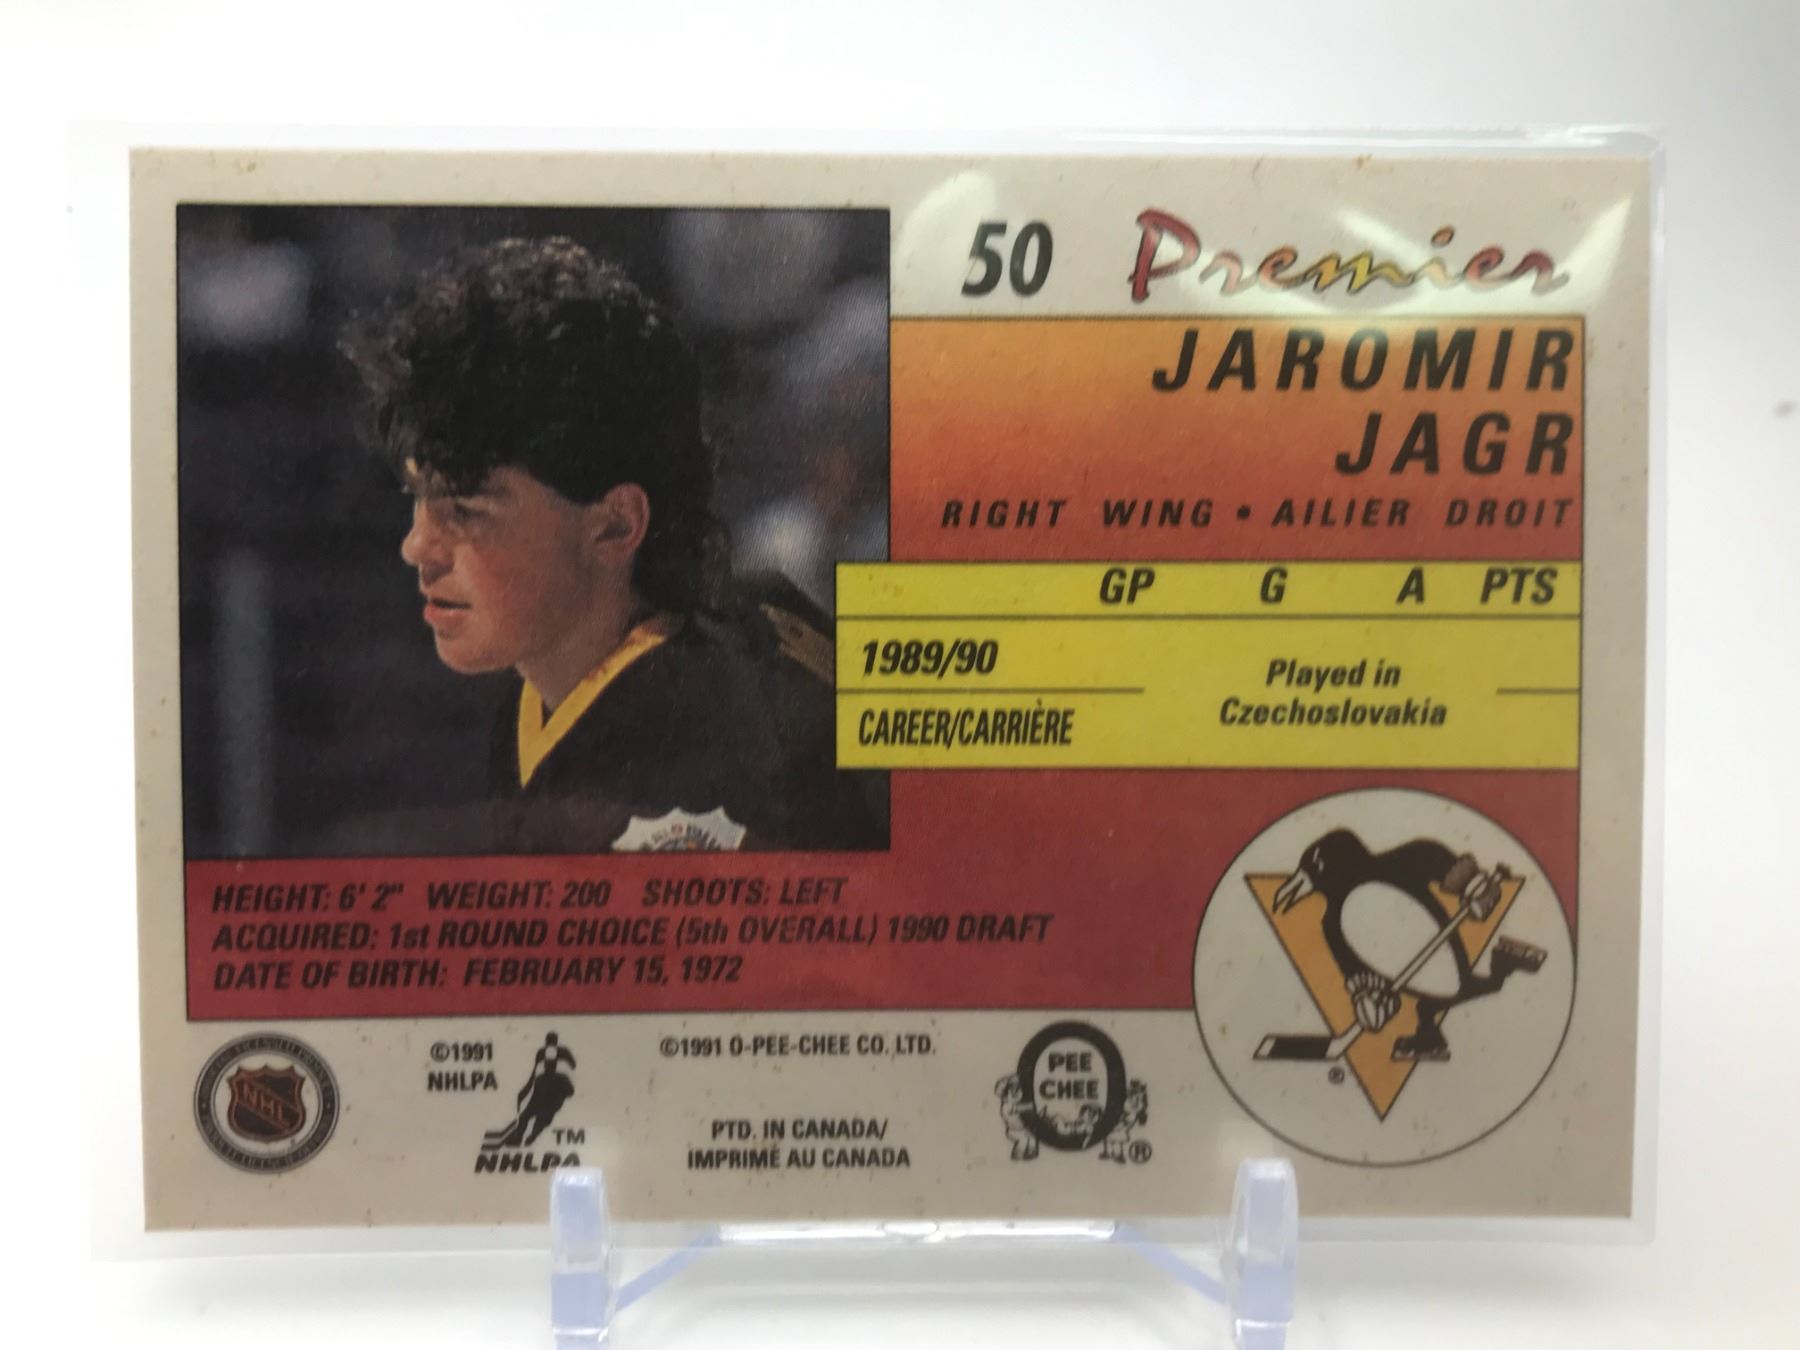 50 Premier
JAROMIR
JAGR
RIGHT WING • AILIER DROIT
GP G A PTS
1989/90
CAREER/CARRIÈRE
Played in
Czechoslovakia
HEIGHT: 6' 2" WEIGHT: 200 SHOOTS: LEFT
ACQUIRED: 1st ROUND CHOICE (5th OVERALL) 1990 DRAFT
DATE OF BIRTH: FEBRUARY 15, 1972
NHL
©1991
NHLPA
TM
NHLPA
©1991 O-PEE-CHEE CO. LTD.
PTD. IN CANADA/
IMPRIMÉ AU CANADA
O
PEE
CHEE
®
®